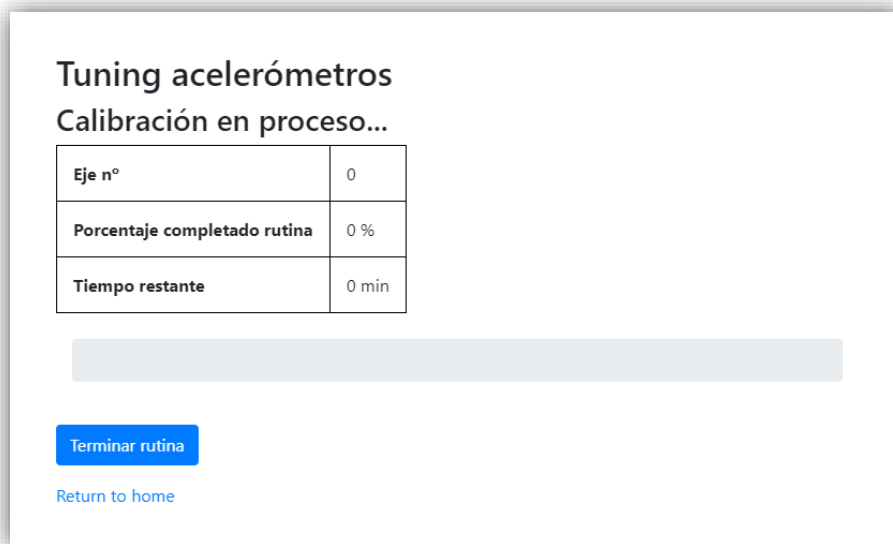 Tuning acelerómetros
Calibración en proceso...
Eje nº 0
Porcentaje completado rutina 0 %
Tiempo restante 0 min
Terminar rutina
Return to home